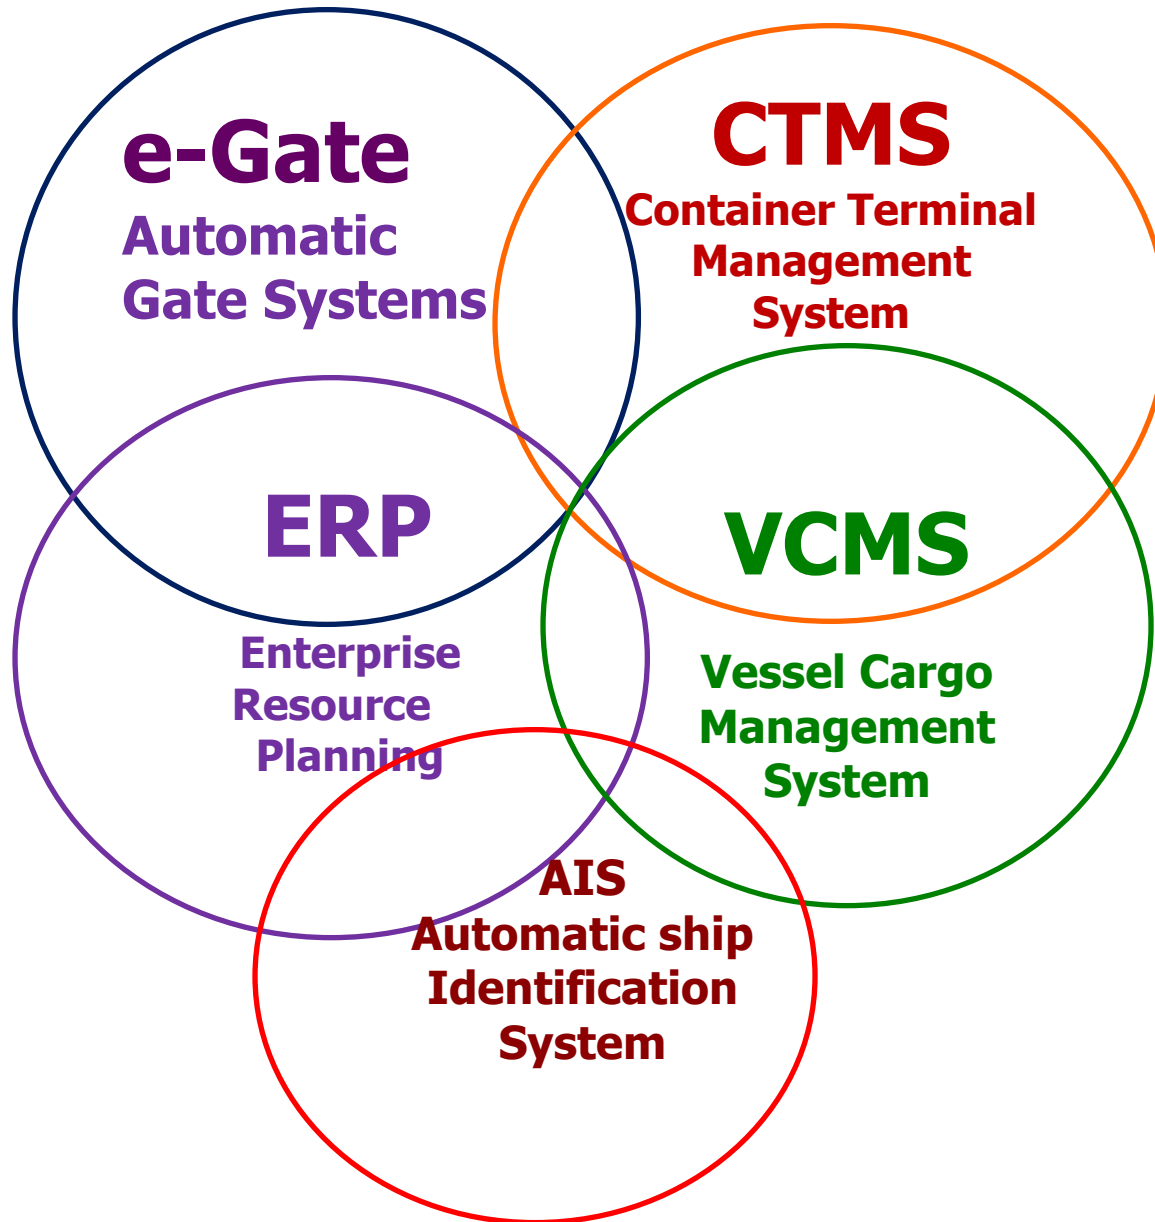 e-Gate
Automatic
Gate Systems
CTMS
Container Terminal
Management
System
ERP
Enterprise
Resource
Planning
VCMS
Vessel Cargo
Management
System
AIS
Automatic ship
Identification
System